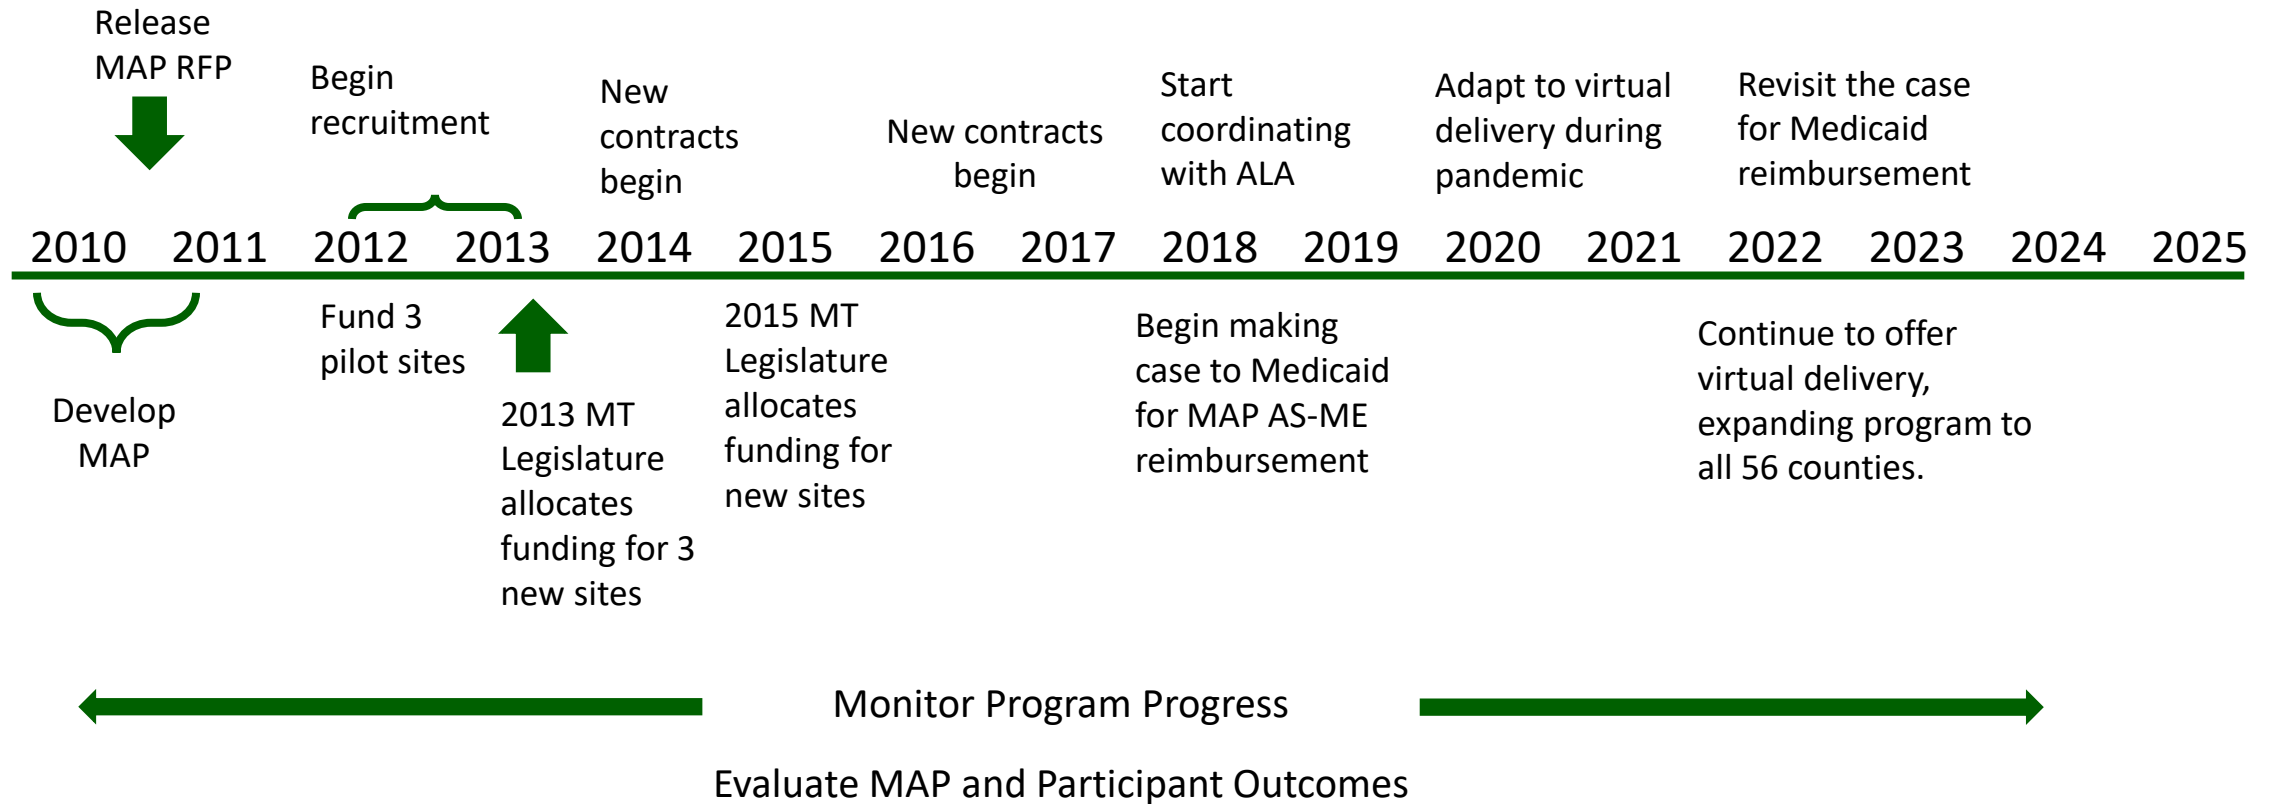 Release
MAP RFP
Begin
recruitment
New
contracts
begin
New contracts
begin
Start
coordinating
with ALA
Adapt to virtual
delivery during
pandemic
Revisit the case
for Medicaid
reimbursement
2010 2011 2012 2013 2014 2015 2016 2017 2018 2019 2020 2021 2022 2023 2024 2025
Develop
MAP
Fund 3
pilot sites
2013 MT
Legislature
allocates
funding for 3
new sites
2015 MT
Legislature
allocates
funding for
new sites
Begin making
case to Medicaid
for MAP AS-ME
reimbursement
Continue to offer
virtual delivery,
expanding program to
all 56 counties.
Monitor Program Progress
Evaluate MAP and Participant Outcomes